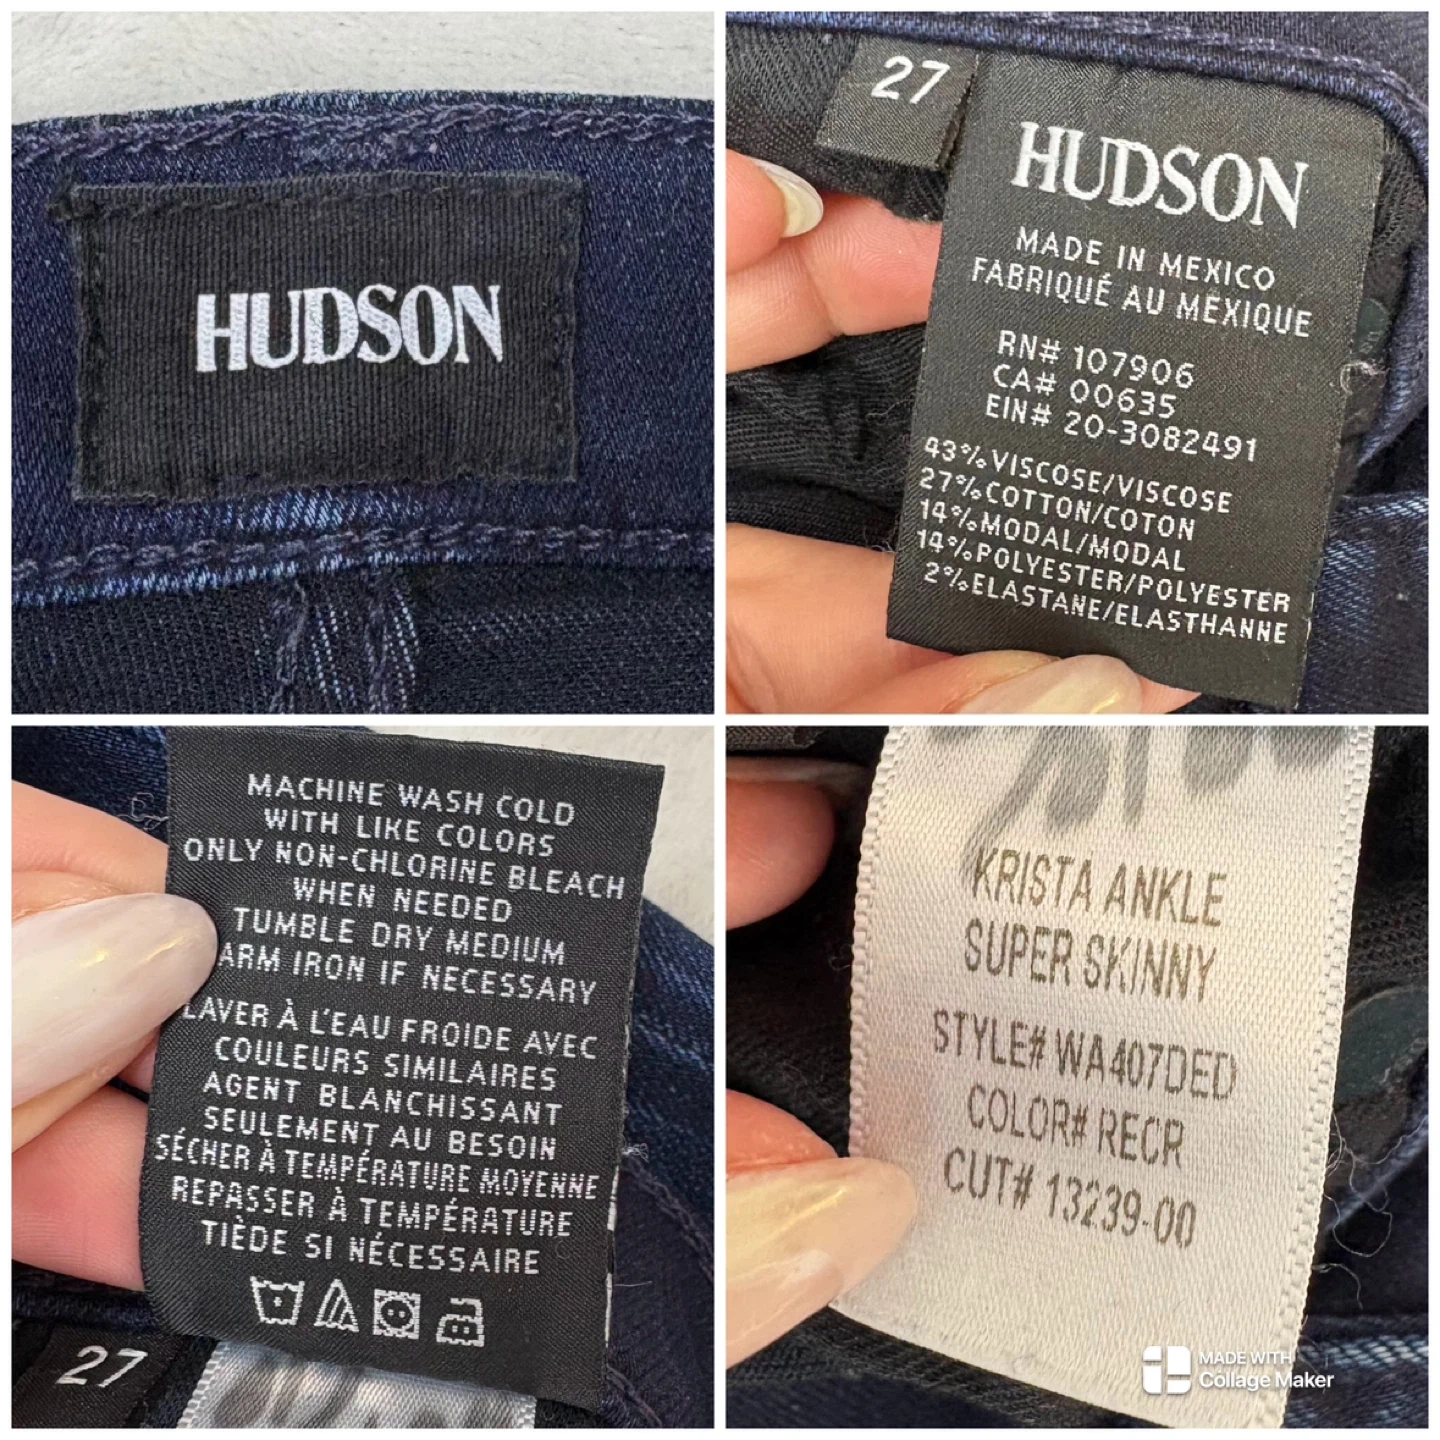 HUDSON
27
HUDSON
MADE IN MEXICO
FABRIQUÉ AU MEXIQUE
RN# 107906
CA# 00635
EIN# 20-3082491
43% VISCOSE/VISCOSE
27% COTTON/COTON
14% MODAL/MODAL
14% POLYESTER/POLYESTER
2% ELASTANE/ELASTHANNE
MACHINE WASH COLD
WITH LIKE COLORS
ONLY NON-CHLORINE BLEACH
WHEN NEEDED
TUMBLE DRY MEDIUM
ARM IRON IF NECESSARY
LAVER À L'EAU FROIDE AVEC
COULEURS SIMILAIRES
AGENT BLANCHISSANT
SEULEMENT AU BESOIN
SÉCHER À TEMPÉRATURE MOYENNE
REPASSER À TEMPÉRATURE
TIÈDE SI NÉCESSAIRE
27
KRISTA ANKLE
SUPER SKINNY
STYLE# WA407DED
COLOR# RECR
CUT# 13239-00
MADE WITH
Collage Maker